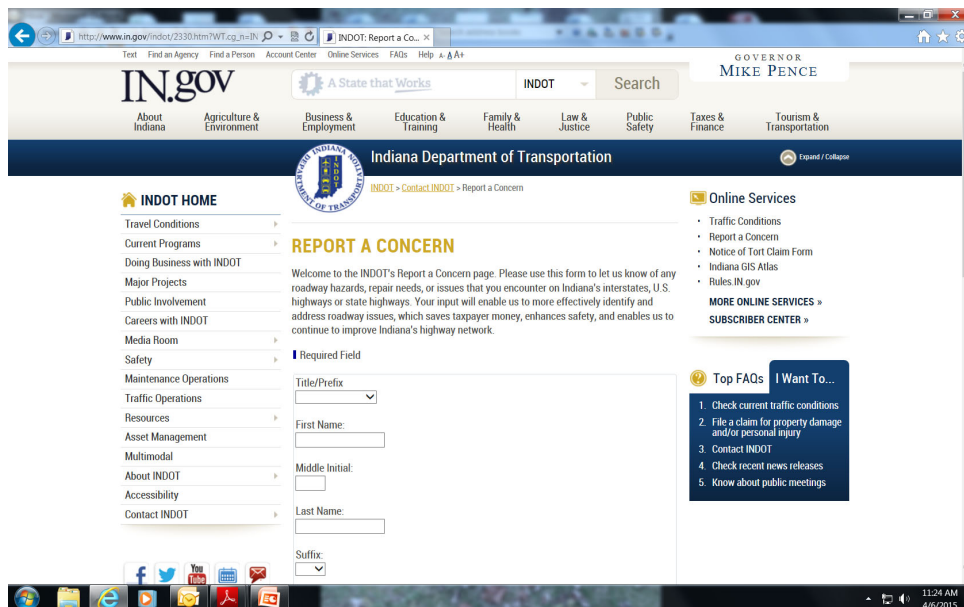 http://www.in.gov/indot/2330.htm?WT.cg_n=IN
INDOT: Report a Co...
Text Find an Agency Find a Person Account Center Online Services FAQs Help A- A A+
GOVERNOR
MIKE PENCE
IN.gov
A State that Works
INDOT
Search
About Indiana
Agriculture & Environment
Business & Employment
Education & Training
Family & Health
Law & Justice
Public Safety
Taxes & Finance
Tourism & Transportation
INDIANA
DEPARTMENT OF TRANSPORTATION
INDOT
Indiana Department of Transportation
Expand / Collapse
INDOT > Contact INDOT > Report a Concern
INDOT HOME
Travel Conditions
Current Programs
Doing Business with INDOT
Major Projects
Public Involvement
Careers with INDOT
Media Room
Safety
Maintenance Operations
Traffic Operations
Resources
Asset Management
Multimodal
About INDOT
Accessibility
Contact INDOT
You
Tube
REPORT A CONCERN
Welcome to the INDOT's Report a Concern page. Please use this form to let us know of any
roadway hazards, repair needs, or issues that you encounter on Indiana's interstates, U.S.
highways or state highways. Your input will enable us to more effectively identify and
address roadway issues, which saves taxpayer money, enhances safety, and enables us to
continue to improve Indiana's highway network.
Required Field
Title/Prefix
First Name:
Middle Initial:
Last Name:
Suffix:
Online Services
Traffic Conditions
Report a Concern
Notice of Tort Claim Form
Indiana GIS Atlas
Rules.IN.gov
MORE ONLINE SERVICES »
SUBSCRIBER CENTER »
Top FAQs
I Want To...
1. Check current traffic conditions
2. File a claim for property damage
and/or personal injury
3. Contact INDOT
4. Check recent news releases
5. Know about public meetings
11:24 AM
4/6/2015